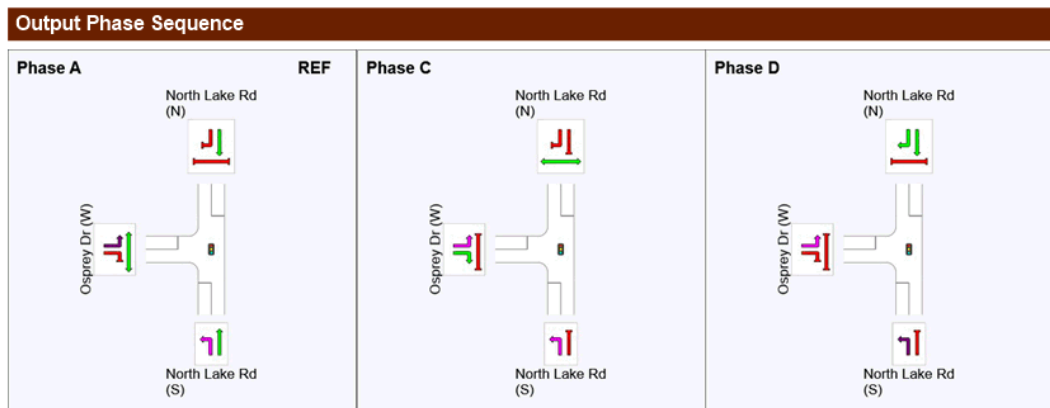 Output Phase Sequence
Phase A
REF
North Lake Rd
(N)
Osprey Dr (W)
North Lake Rd
(S)
Phase C
North Lake Rd
(N)
Osprey Dr (W)
North Lake Rd
(S)
Phase D
North Lake Rd
(N)
Osprey Dr (W)
North Lake Rd
(S)